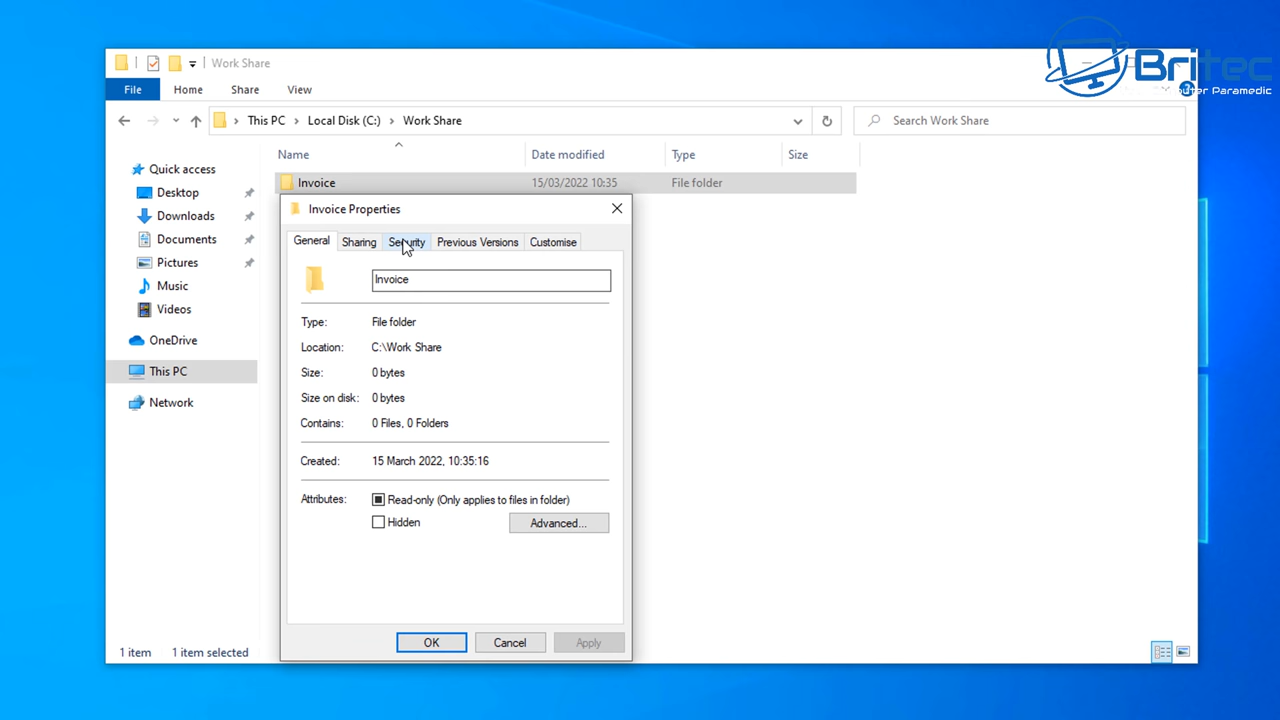 Work Share
File Home Share View
This PC > Local Disk (C:) > Work Share
Search Work Share
Name Date modified Type Size
Invoice 15/03/2022 10:35 File folder
Quick access
Desktop
Downloads
Documents
Pictures
Music
Videos
OneDrive
This PC
Network
Invoice Properties
General Sharing Security Previous Versions Customise
Invoice
Type: File folder
Location: C:\Work Share
Size: 0 bytes
Size on disk: 0 bytes
Contains: 0 Files, 0 Folders
Created: 15 March 2022, 10:35:16
Attributes: Read-only (Only applies to files in folder)
Hidden Advanced...
OK Cancel Apply
1 item 1 item selected
Britec
Paramedic